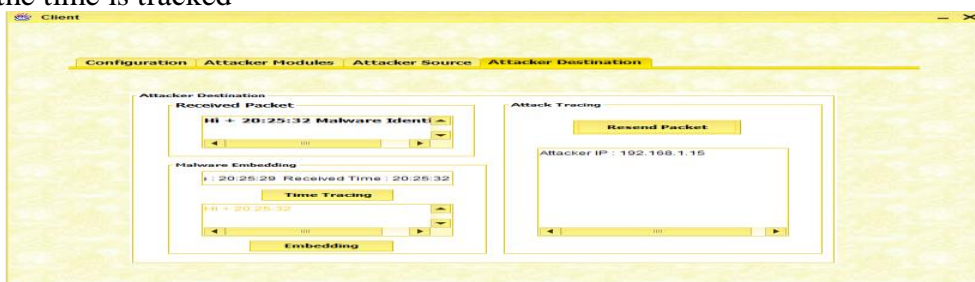 the time is tracked
Client
Configuration Attacker Modules Attacker Source Attacker Destination
Attacker Destination
Received Packet
Hi + 20:25:32 Malware Identi
Malware Embedding
: 20:25:29 Received Time : 20:25:32
Time Tracing
Hi + 20:25:32
Embedding
Attack Tracing
Resend Packet
Attacker IP : 192.168.1.15